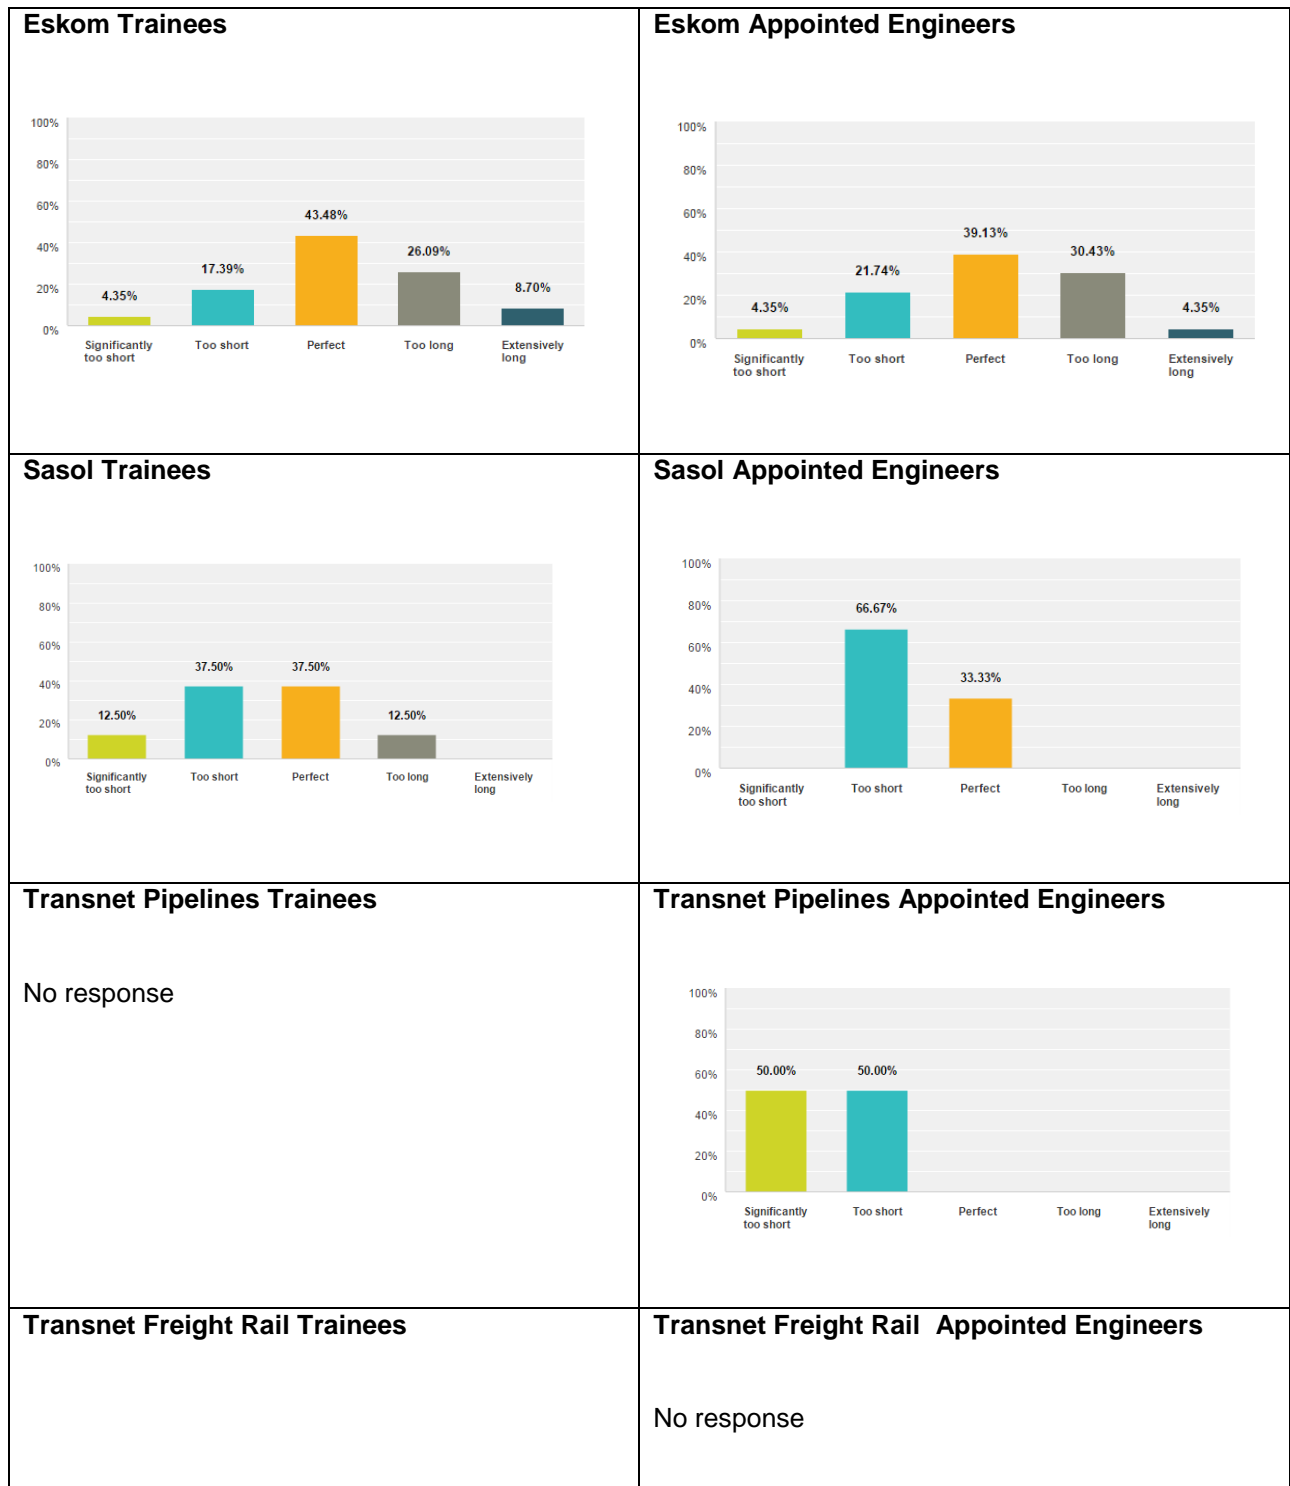 Eskom Trainees
100%
80%
60%
40%
20%
0%
4.35%
17.39%
43.48%
26.09%
8.70%
Significantly
too short
Too short
Perfect
Too long
Extensively
long
Eskom Appointed Engineers
100%
80%
60%
40%
20%
0%
4.35%
21.74%
39.13%
30.43%
4.35%
Significantly
too short
Too short
Perfect
Too long
Extensively
long
Sasol Trainees
100%
80%
60%
40%
20%
0%
12.50%
37.50%
37.50%
12.50%
Significantly
too short
Too short
Perfect
Too long
Extensively
long
Sasol Appointed Engineers
100%
80%
60%
40%
20%
0%
66.67%
33.33%
Significantly
too short
Too short
Perfect
Too long
Extensively
long
Transnet Pipelines Trainees
No response
Transnet Pipelines Appointed Engineers
100%
80%
60%
40%
20%
0%
50.00%
50.00%
Significantly
too short
Too short
Perfect
Too long
Extensively
long
Transnet Freight Rail Trainees
Transnet Freight Rail  Appointed Engineers
No response